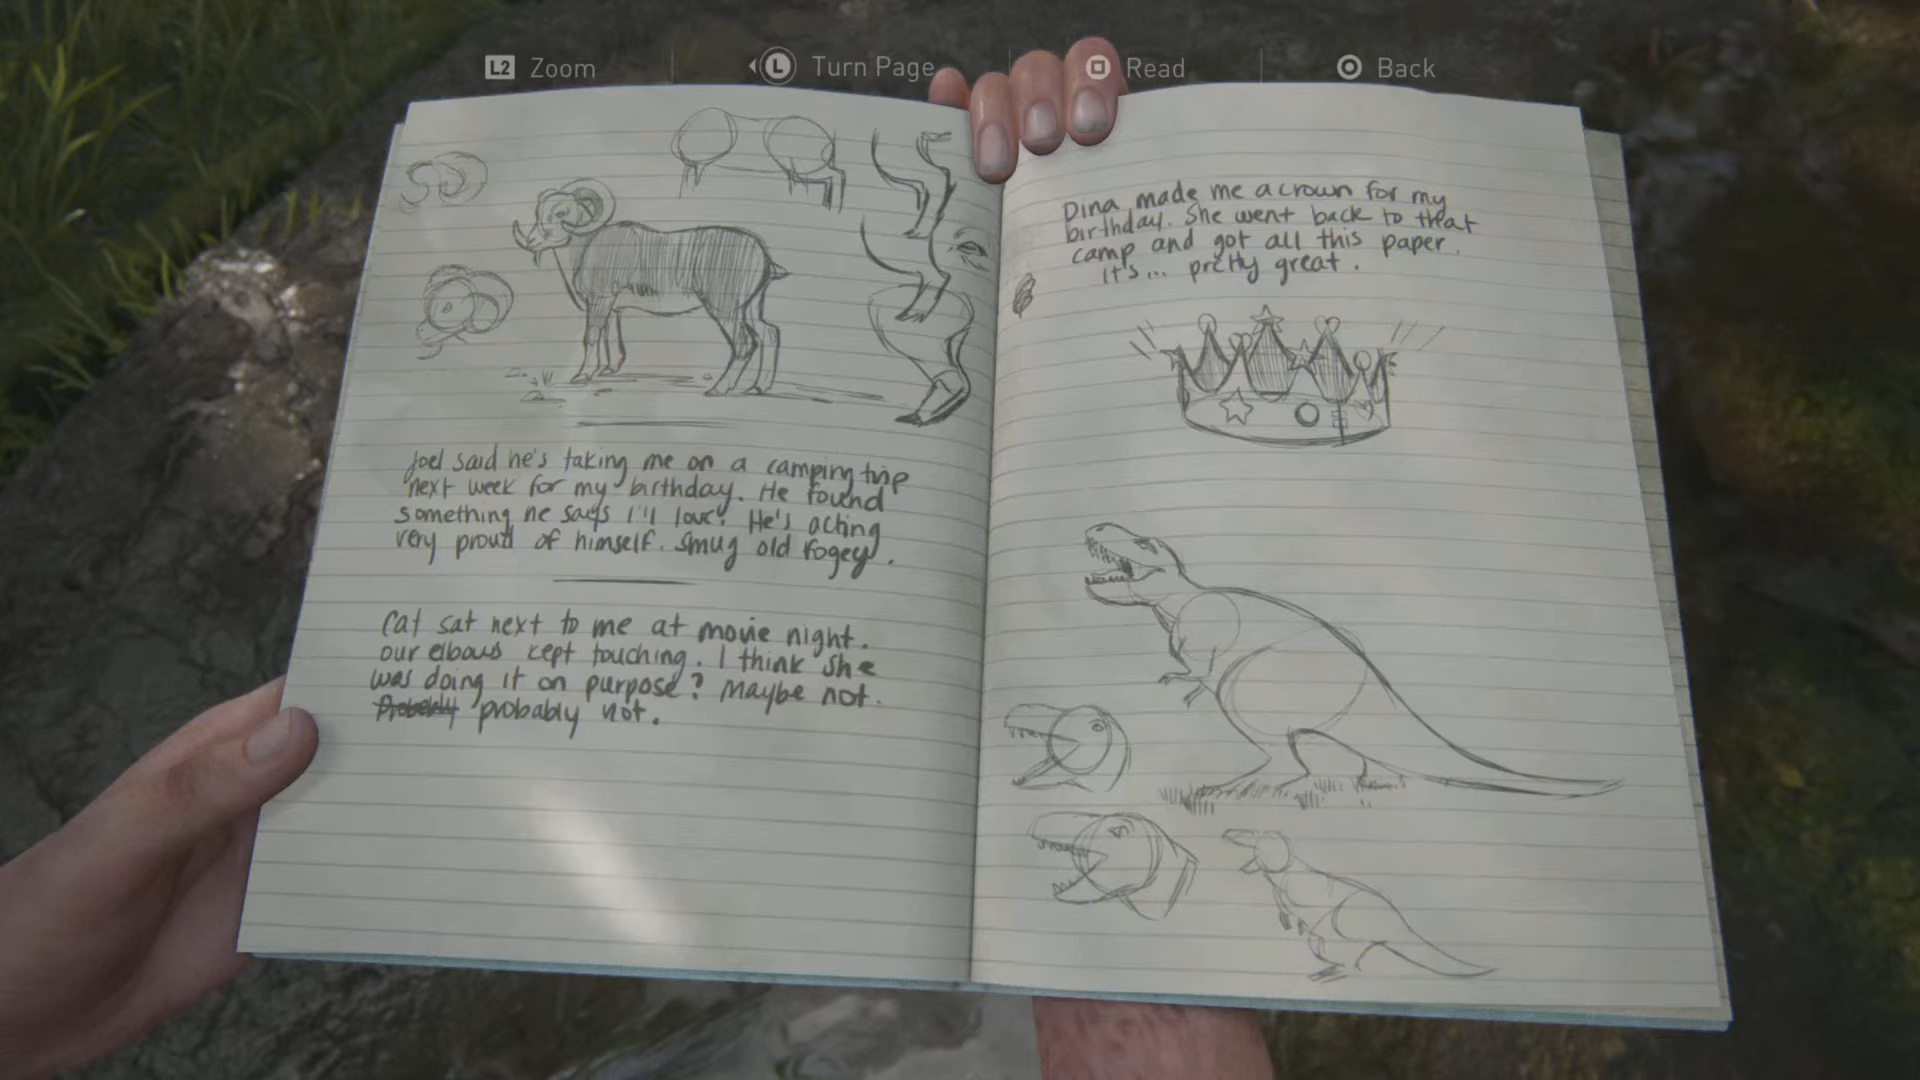 L2 Zoom
L Turn Page
Read
Back
Joel said he's taking me on a camping trip
next week for my birthday. He found
something he says I'll love. He's acting
very proud of himself. Smug old fogey.
Cat sat next to me at movie night.
our elbows kept touching. I think she
was doing it on purpose? Maybe not.
Probably probably not.
Dina made me a crown for my
birthday. She went back to that
camp and got all this paper.
It's... pretty great.